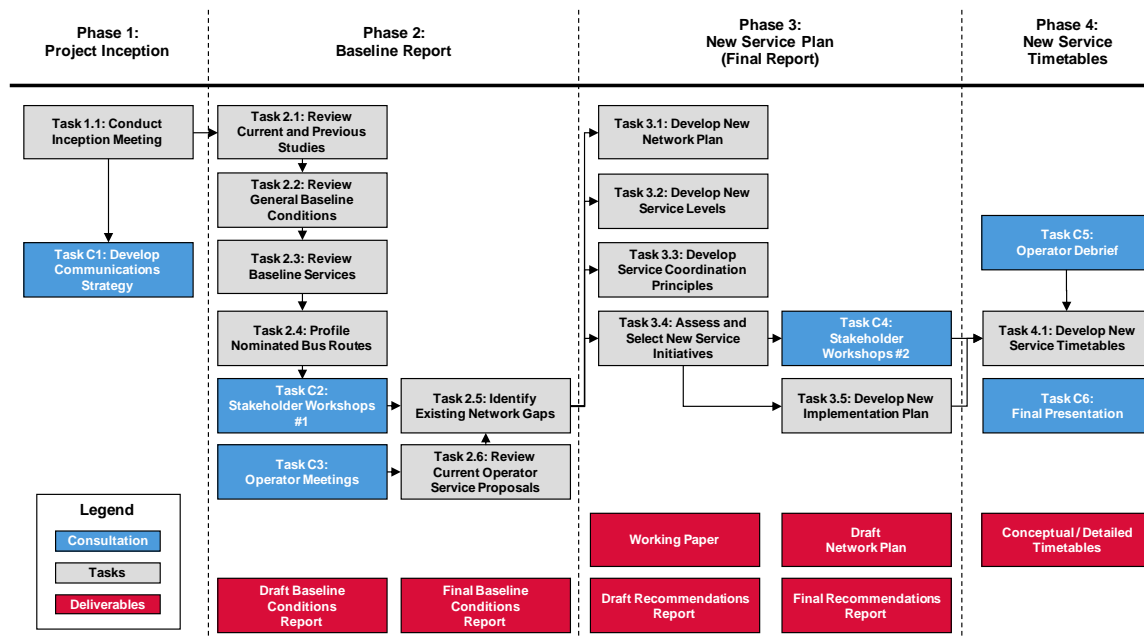 Phase 1:
Project Inception
Phase 2:
Baseline Report
Phase 3:
New Service Plan
(Final Report)
Phase 4:
New Service
Timetables
Task 1.1: Conduct
Inception Meeting
Task C1: Develop
Communications
Strategy
Task 2.1: Review
Current and Previous
Studies
Task 2.2: Review
General Baseline
Conditions
Task 2.3: Review
Baseline Services
Task 2.4: Profile
Nominated Bus Routes
Task C2:
Stakeholder Workshops
#1
Task 2.5: Identify
Existing Network Gaps
Task C3:
Operator Meetings
Task 2.6: Review
Current Operator
Service Proposals
Task 3.1: Develop New
Network Plan
Task 3.2: Develop New
Service Levels
Task 3.3: Develop
Service Coordination
Principles
Task 3.4: Assess and
Select New Service
Initiatives
Task C4:
Stakeholder
Workshops #2
Task 3.5: Develop New
Implementation Plan
Task C5:
Operator Debrief
Task 4.1: Develop New
Service Timetables
Task C6:
Final Presentation
Legend
Consultation
Tasks
Deliverables
Draft Baseline
Conditions
Report
Final Baseline
Conditions
Report
Working Paper
Draft
Network Plan
Draft Recommendations
Report
Final Recommendations
Report
Conceptual / Detailed
Timetables